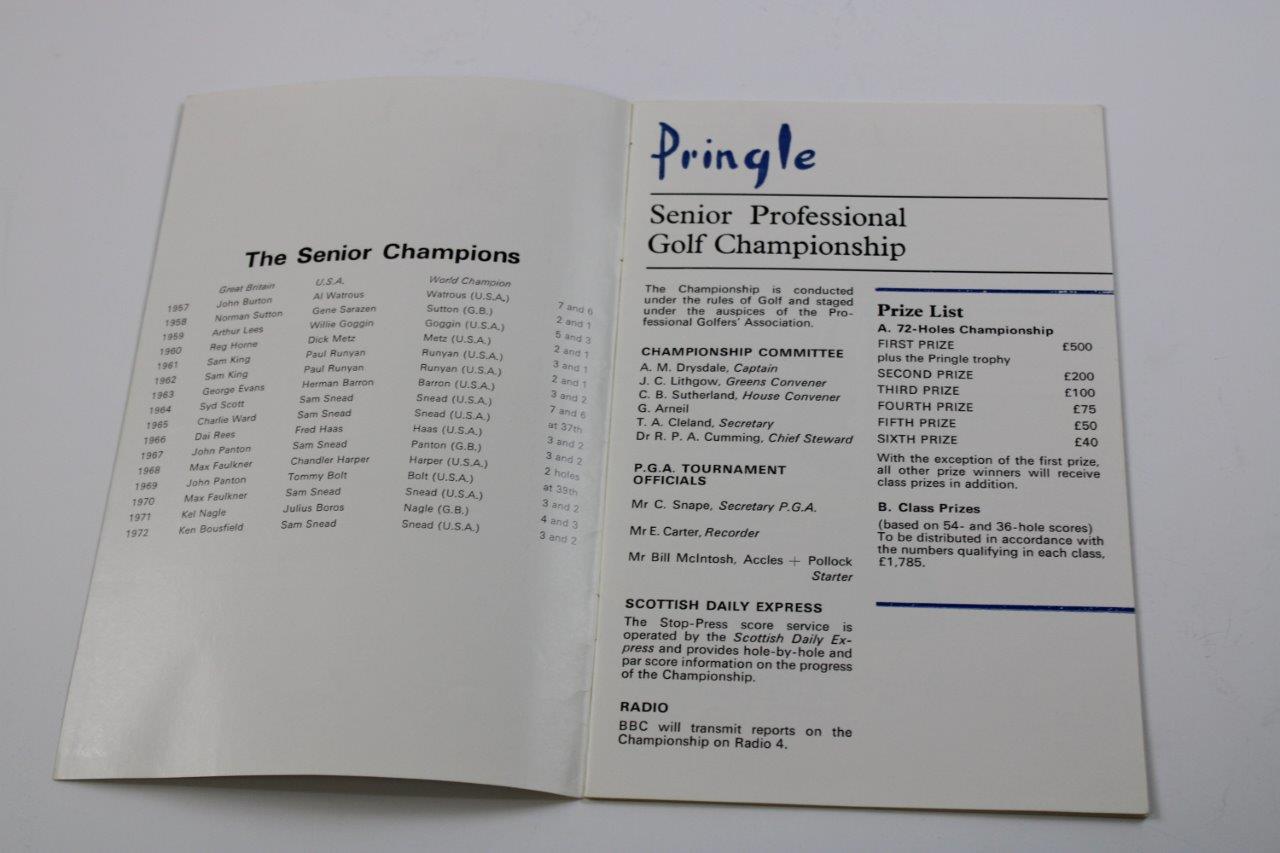 The Senior Champions
Great Britain U.S.A. World Champion
1957 John Burton Al Watrous Watrous (U.S.A.) 7 and 6
1958 Norman Sutton Gene Sarazen Sutton (G.B.) 2 and 1
1959 Arthur Lees Willie Goggin Goggin (U.S.A.) 5 and 3
1960 Reg Horne Dick Metz Metz (U.S.A.) 2 and 1
1961 Sam King Paul Runyan Runyan (U.S.A.) 3 and 1
1962 Sam King Paul Runyan Runyan (U.S.A.) 2 and 1
1963 George Evans Herman Barron Barron (U.S.A.) 3 and 2
1964 Syd Scott Sam Snead Snead (U.S.A.) 7 and 6
1965 Charlie Ward Sam Snead Snead (U.S.A.) at 37th
1966 Dai Rees Fred Haas Haas (U.S.A.) 3 and 2
1967 John Panton Sam Snead Panton (G.B.) 3 and 2
1968 Max Faulkner Chandler Harper Harper (U.S.A.) 2 holes
1969 John Panton Tommy Bolt Bolt (U.S.A.) at 39th
1970 Max Faulkner Sam Snead Snead (U.S.A.) 3 and 2
1971 Kel Nagle Julius Boros Nagle (G.B.) 4 and 3
1972 Ken Bousfield Sam Snead Snead (U.S.A.) 3 and 2
Pringle
Senior Professional
Golf Championship
The Championship is conducted
under the rules of Golf and staged
under the auspices of the Pro-
fessional Golfers' Association.
CHAMPIONSHIP COMMITTEE
A. M. Drysdale, Captain
J. C. Lithgow, Greens Convener
C. B. Sutherland, House Convener
G. Arneil
T. A. Cleland, Secretary
Dr R. P. A. Cumming, Chief Steward
P.G.A. TOURNAMENT
OFFICIALS
Mr C. Snape, Secretary P.G.A.
Mr E. Carter, Recorder
Mr Bill McIntosh, Accles + Pollock
Starter
SCOTTISH DAILY EXPRESS
The Stop-Press score service is
operated by the Scottish Daily Ex-
press and provides hole-by-hole and
par score information on the progress
of the Championship.
RADIO
BBC will transmit reports on the
Championship on Radio 4.
Prize List
A. 72-Holes Championship
FIRST PRIZE £500
plus the Pringle trophy
SECOND PRIZE £200
THIRD PRIZE £100
FOURTH PRIZE £75
FIFTH PRIZE £50
SIXTH PRIZE £40
With the exception of the first prize,
all other prize winners will receive
class prizes in addition.
B. Class Prizes
(based on 54- and 36-hole scores)
To be distributed in accordance with
the numbers qualifying in each class,
£1,785.